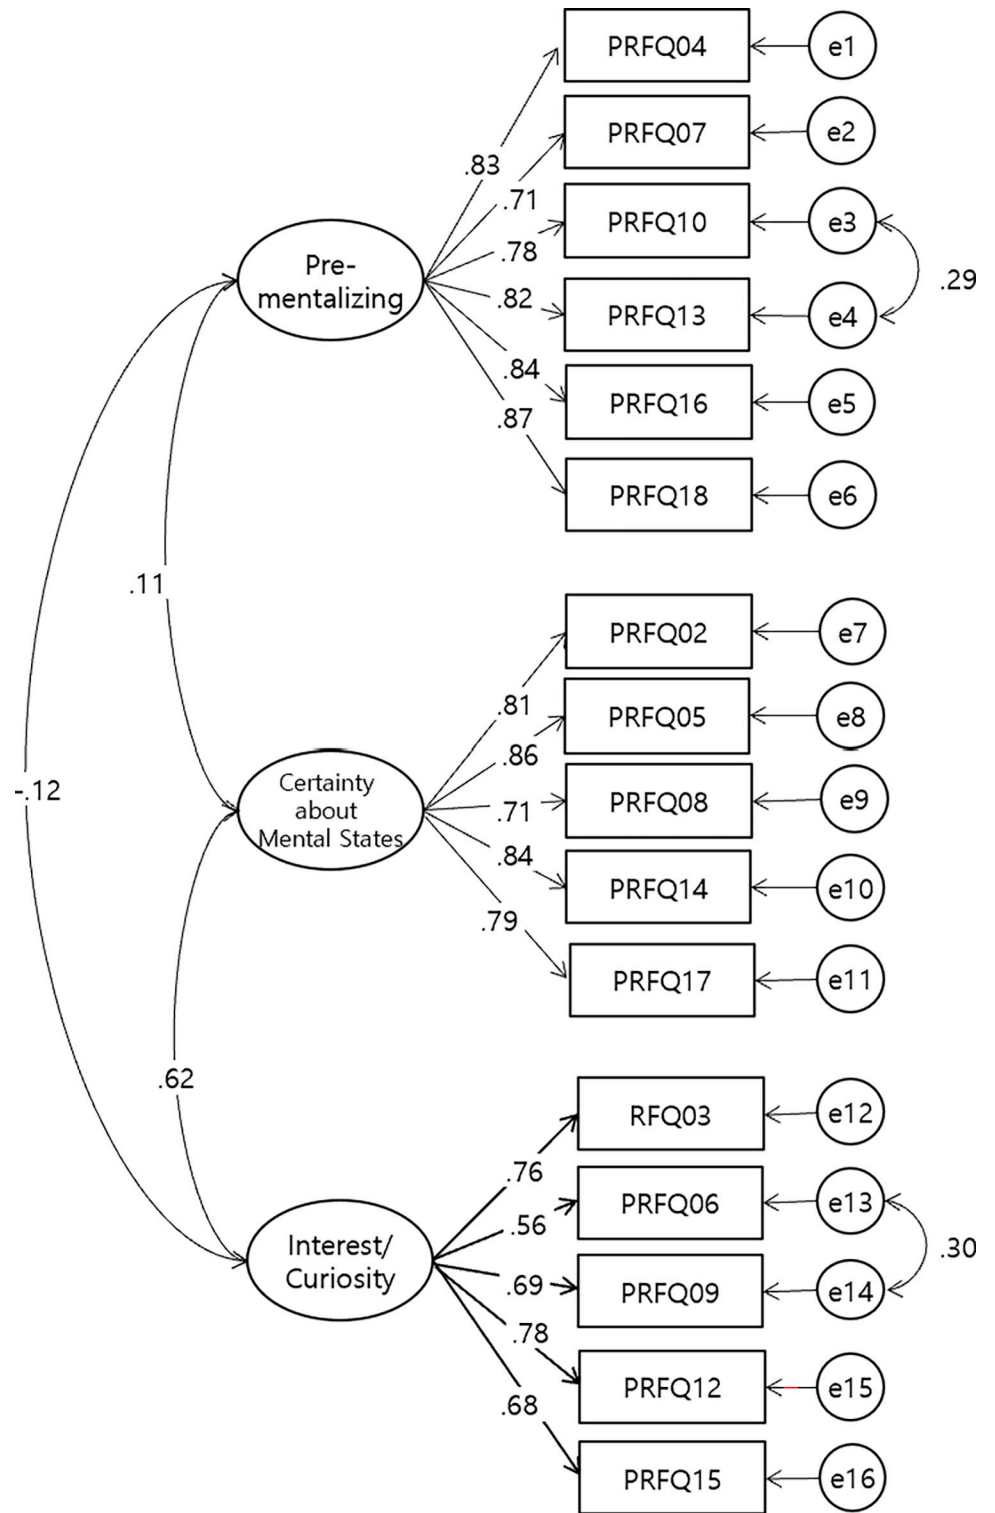 PRFQ04
e1
.83
PRFQ07
e2
.71
PRFQ10
e3
.78
.29
Pre-
mentalizing
PRFQ13
e4
.82
PRFQ16
e5
.84
PRFQ18
e6
.87
.11
PRFQ02
e7
.81
PRFQ05
e8
.86
Certainty
about
Mental States
PRFQ08
e9
.71
-.12
PRFQ14
e10
.84
PRFQ17
e11
.79
.62
RFQ03
e12
.76
PRFQ06
e13
.56
.30
Interest/
Curiosity
PRFQ09
e14
.69
PRFQ12
e15
.78
PRFQ15
e16
.68